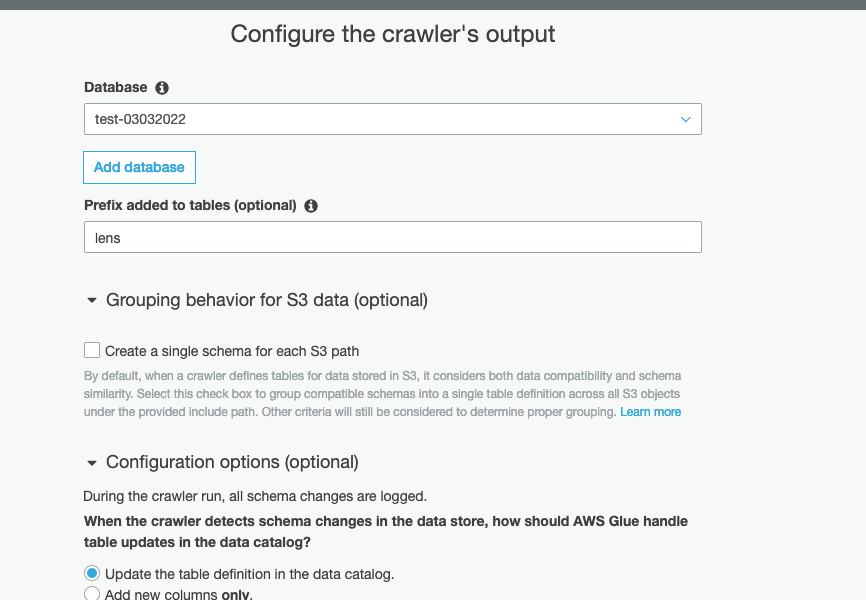 Configure the crawler's output
Database
test-03032022
Add database
Prefix added to tables (optional)
lens
Grouping behavior for S3 data (optional)
Create a single schema for each S3 path
By default, when a crawler defines tables for data stored in S3, it considers both data compatibility and schema
similarity. Select this check box to group compatible schemas into a single table definition across all S3 objects
under the provided include path. Other criteria will still be considered to determine proper grouping. Learn more
Configuration options (optional)
During the crawler run, all schema changes are logged.
When the crawler detects schema changes in the data store, how should AWS Glue handle
table updates in the data catalog?
Update the table definition in the data catalog.
Add new columns only.